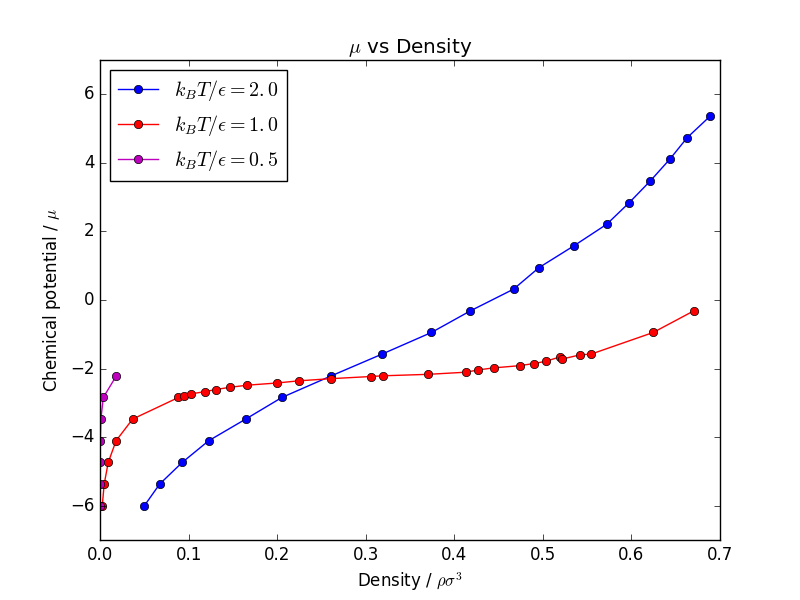 μ vs Density
k_BT/ϵ = 2.0
k_BT/ϵ = 1.0
k_BT/ϵ = 0.5
Chemical potential / μ
6
4
2
0
−2
−4
−6
0.0 0.1 0.2 0.3 0.4 0.5 0.6 0.7
Density / ρσ³